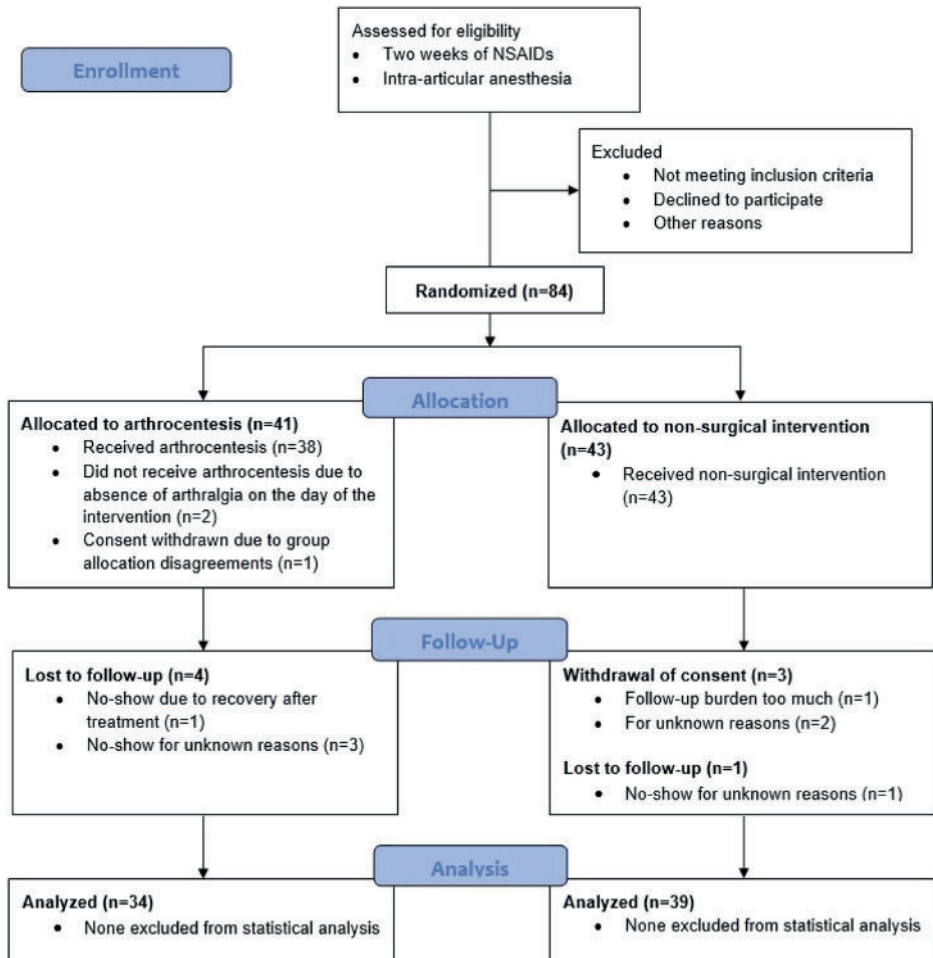 Assessed for eligibility
• Two weeks of NSAIDs
• Intra-articular anesthesia
Enrollment
Excluded
• Not meeting inclusion criteria
• Declined to participate
• Other reasons
Randomized (n=84)
Allocation
Allocated to arthrocentesis (n=41)
• Received arthrocentesis (n=38)
• Did not receive arthrocentesis due to
absence of arthralgia on the day of the
intervention (n=2)
• Consent withdrawn due to group
allocation disagreements (n=1)
Allocated to non-surgical intervention
(n=43)
• Received non-surgical intervention
(n=43)
Follow-Up
Lost to follow-up (n=4)
• No-show due to recovery after
treatment (n=1)
• No-show for unknown reasons (n=3)
Withdrawal of consent (n=3)
• Follow-up burden too much (n=1)
• For unknown reasons (n=2)
Lost to follow-up (n=1)
• No-show for unknown reasons (n=1)
Analysis
Analyzed (n=34)
• None excluded from statistical analysis
Analyzed (n=39)
• None excluded from statistical analysis